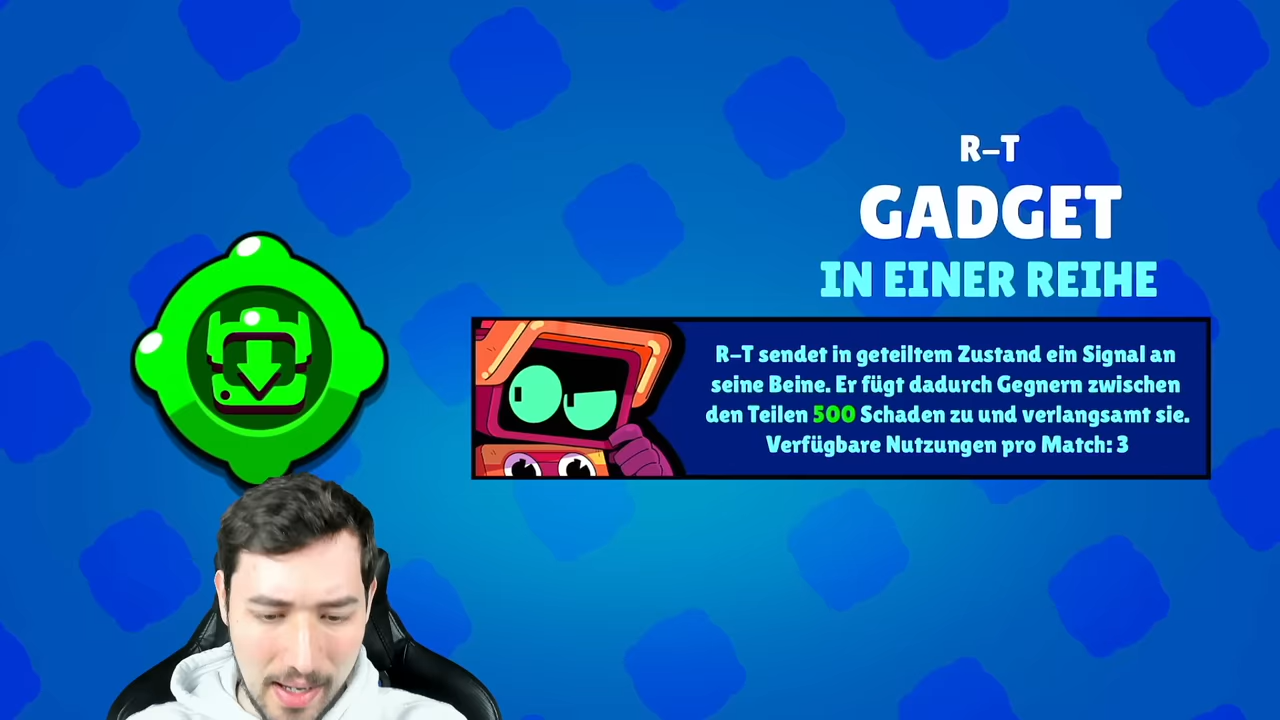 R-T
GADGET
IN EINER REIHE
R-T sendet in geteiltem Zustand ein Signal an
seine Beine. Er fügt dadurch Gegnern zwischen
den Teilen 500 Schaden zu und verlangsamt sie.
Verfügbare Nutzungen pro Match: 3